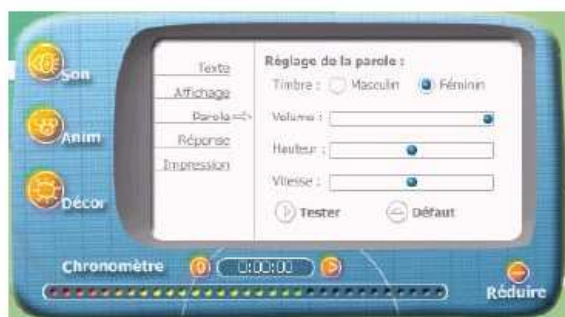 Son
Anim
Décor
Texte
Affichage
Parole
Réponse
Impression
Réglage de la parole :
Timbre : Masculin Féminin
Volume :
Hauteur :
Vitesse :
Tester Défaut
Chronomètre 0 0:00:00
Réduire